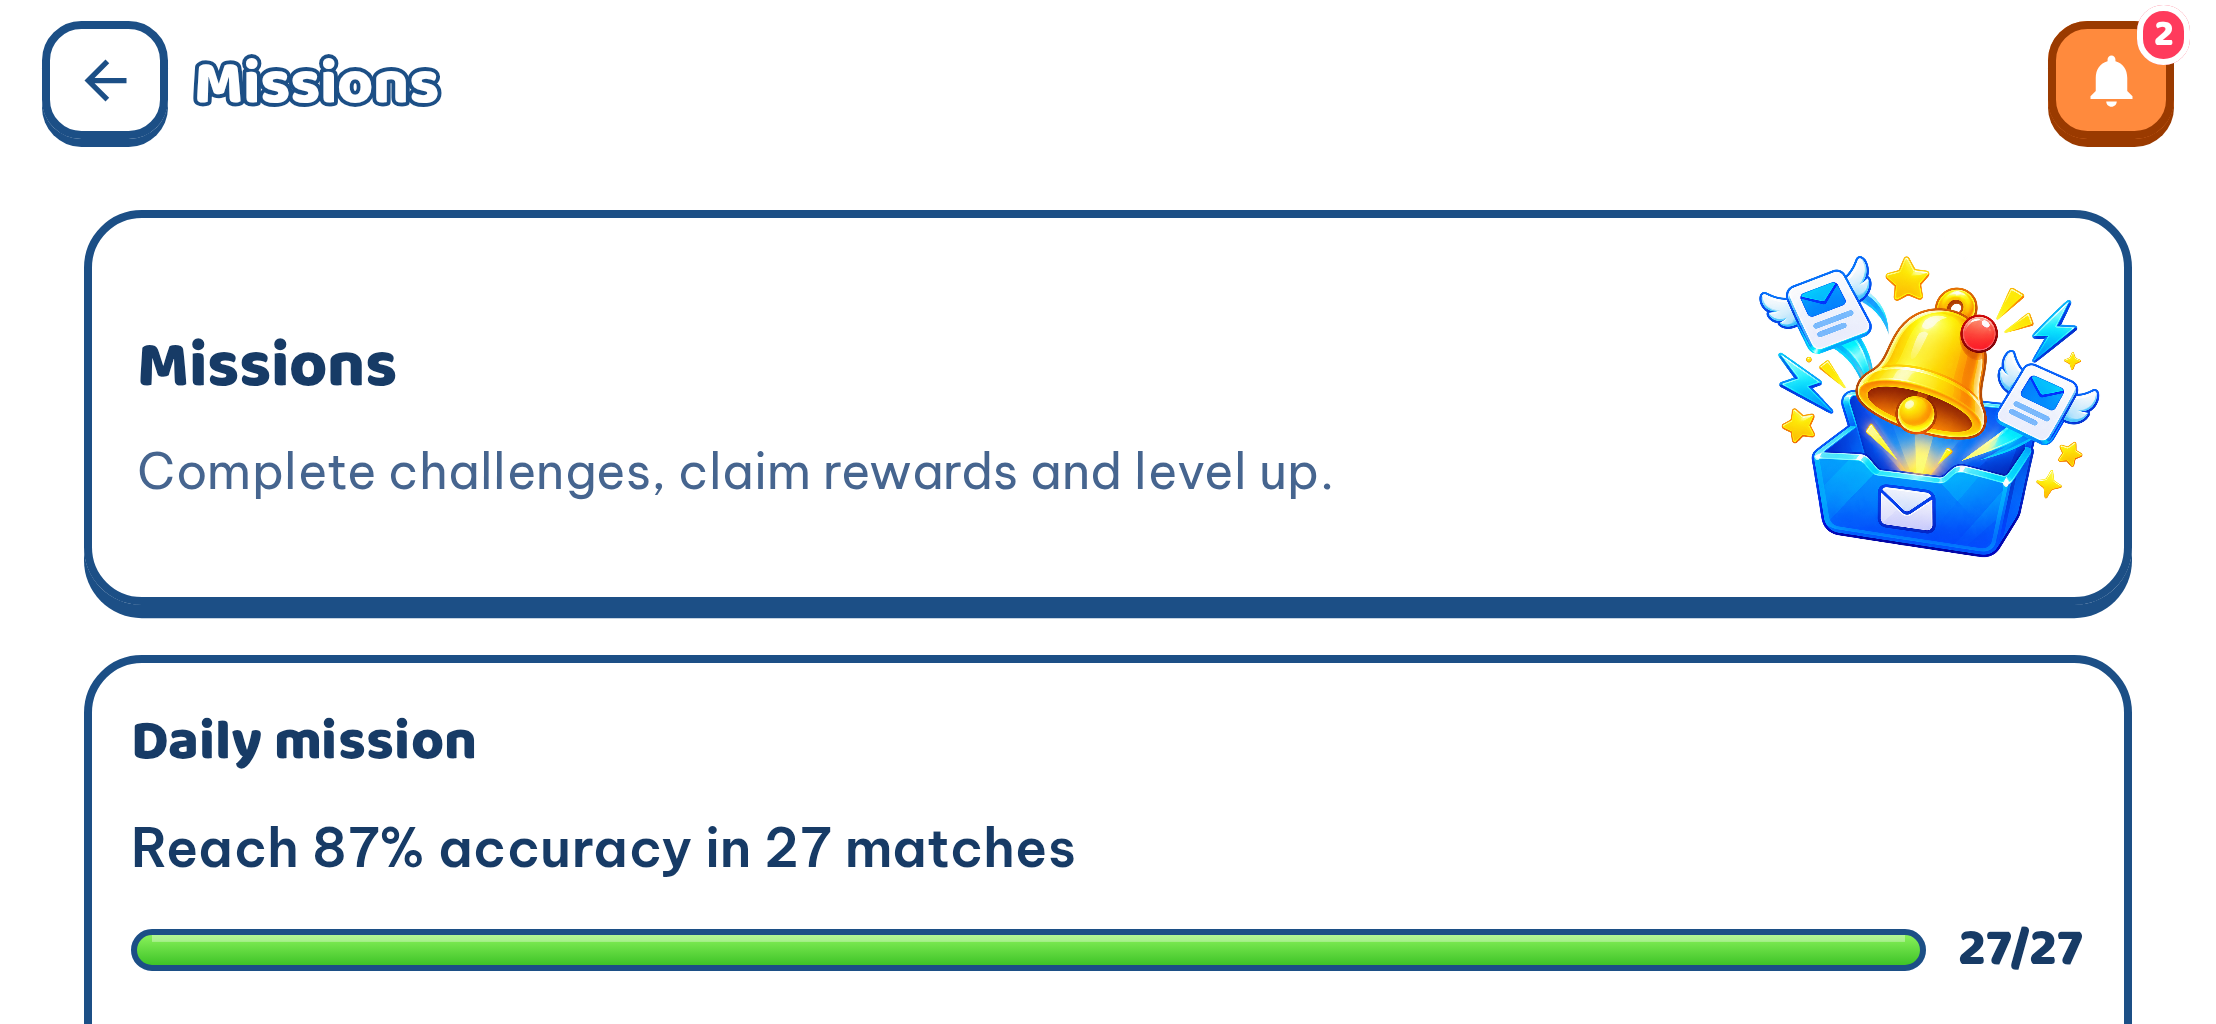 Missions
2
Missions
Complete challenges, claim rewards and level up.
Daily mission
Reach 87% accuracy in 27 matches
27/27